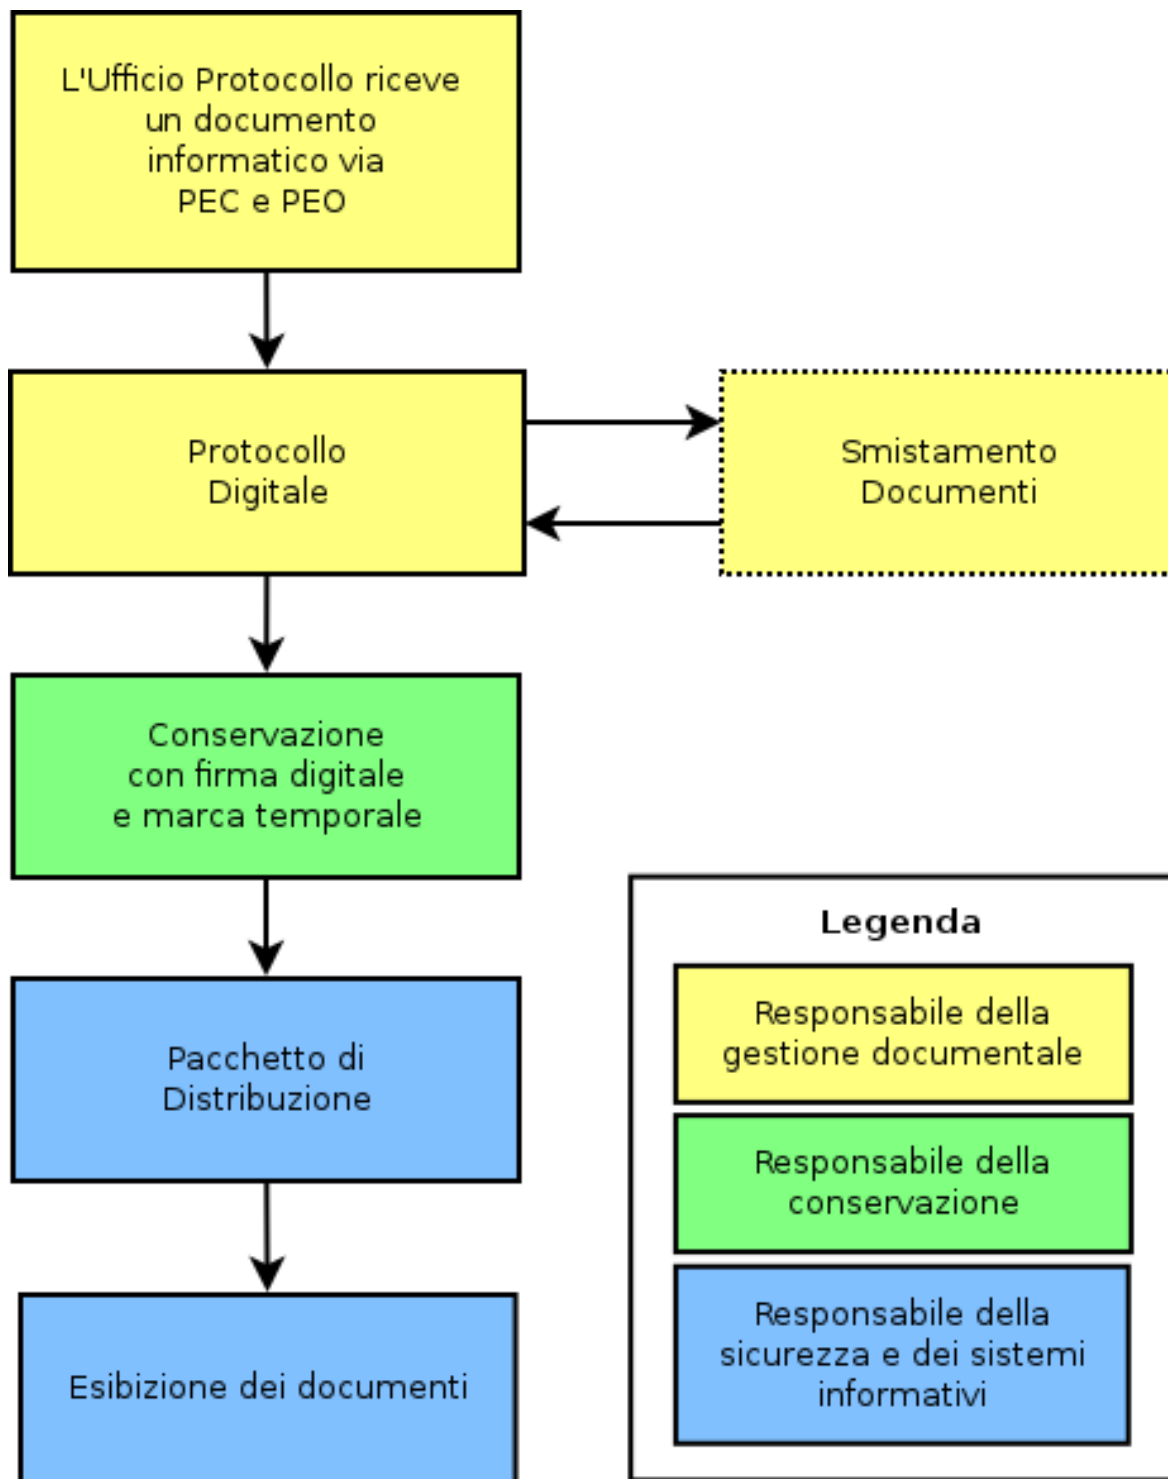 L'Ufficio Protocollo riceve
un documento
informatico via
PEC e PEO
Protocollo
Digitale
Smistamento
Documenti
Conservazione
con firma digitale
e marca temporale
Pacchetto di
Distribuzione
Esibizione dei documenti
Legenda
Responsabile della
gestione documentale
Responsabile della
conservazione
Responsabile della
sicurezza e dei sistemi
informativi